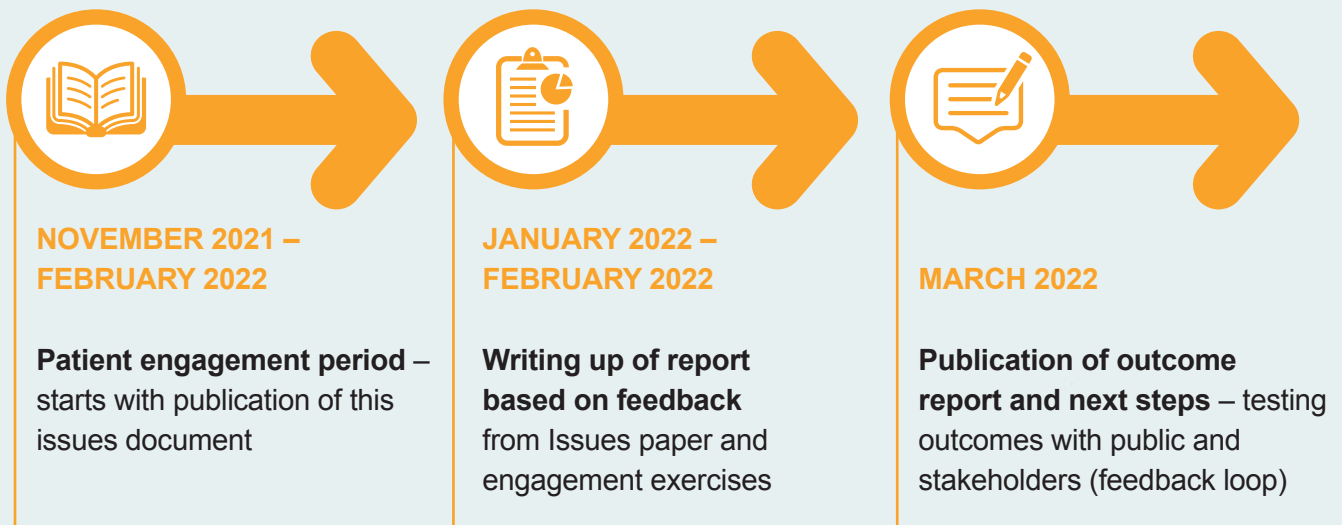 NOVEMBER 2021 –
FEBRUARY 2022
Patient engagement period –
starts with publication of this
issues document
JANUARY 2022 –
FEBRUARY 2022
Writing up of report
based on feedback
from Issues paper and
engagement exercises
MARCH 2022
Publication of outcome
report and next steps – testing
outcomes with public and
stakeholders (feedback loop)